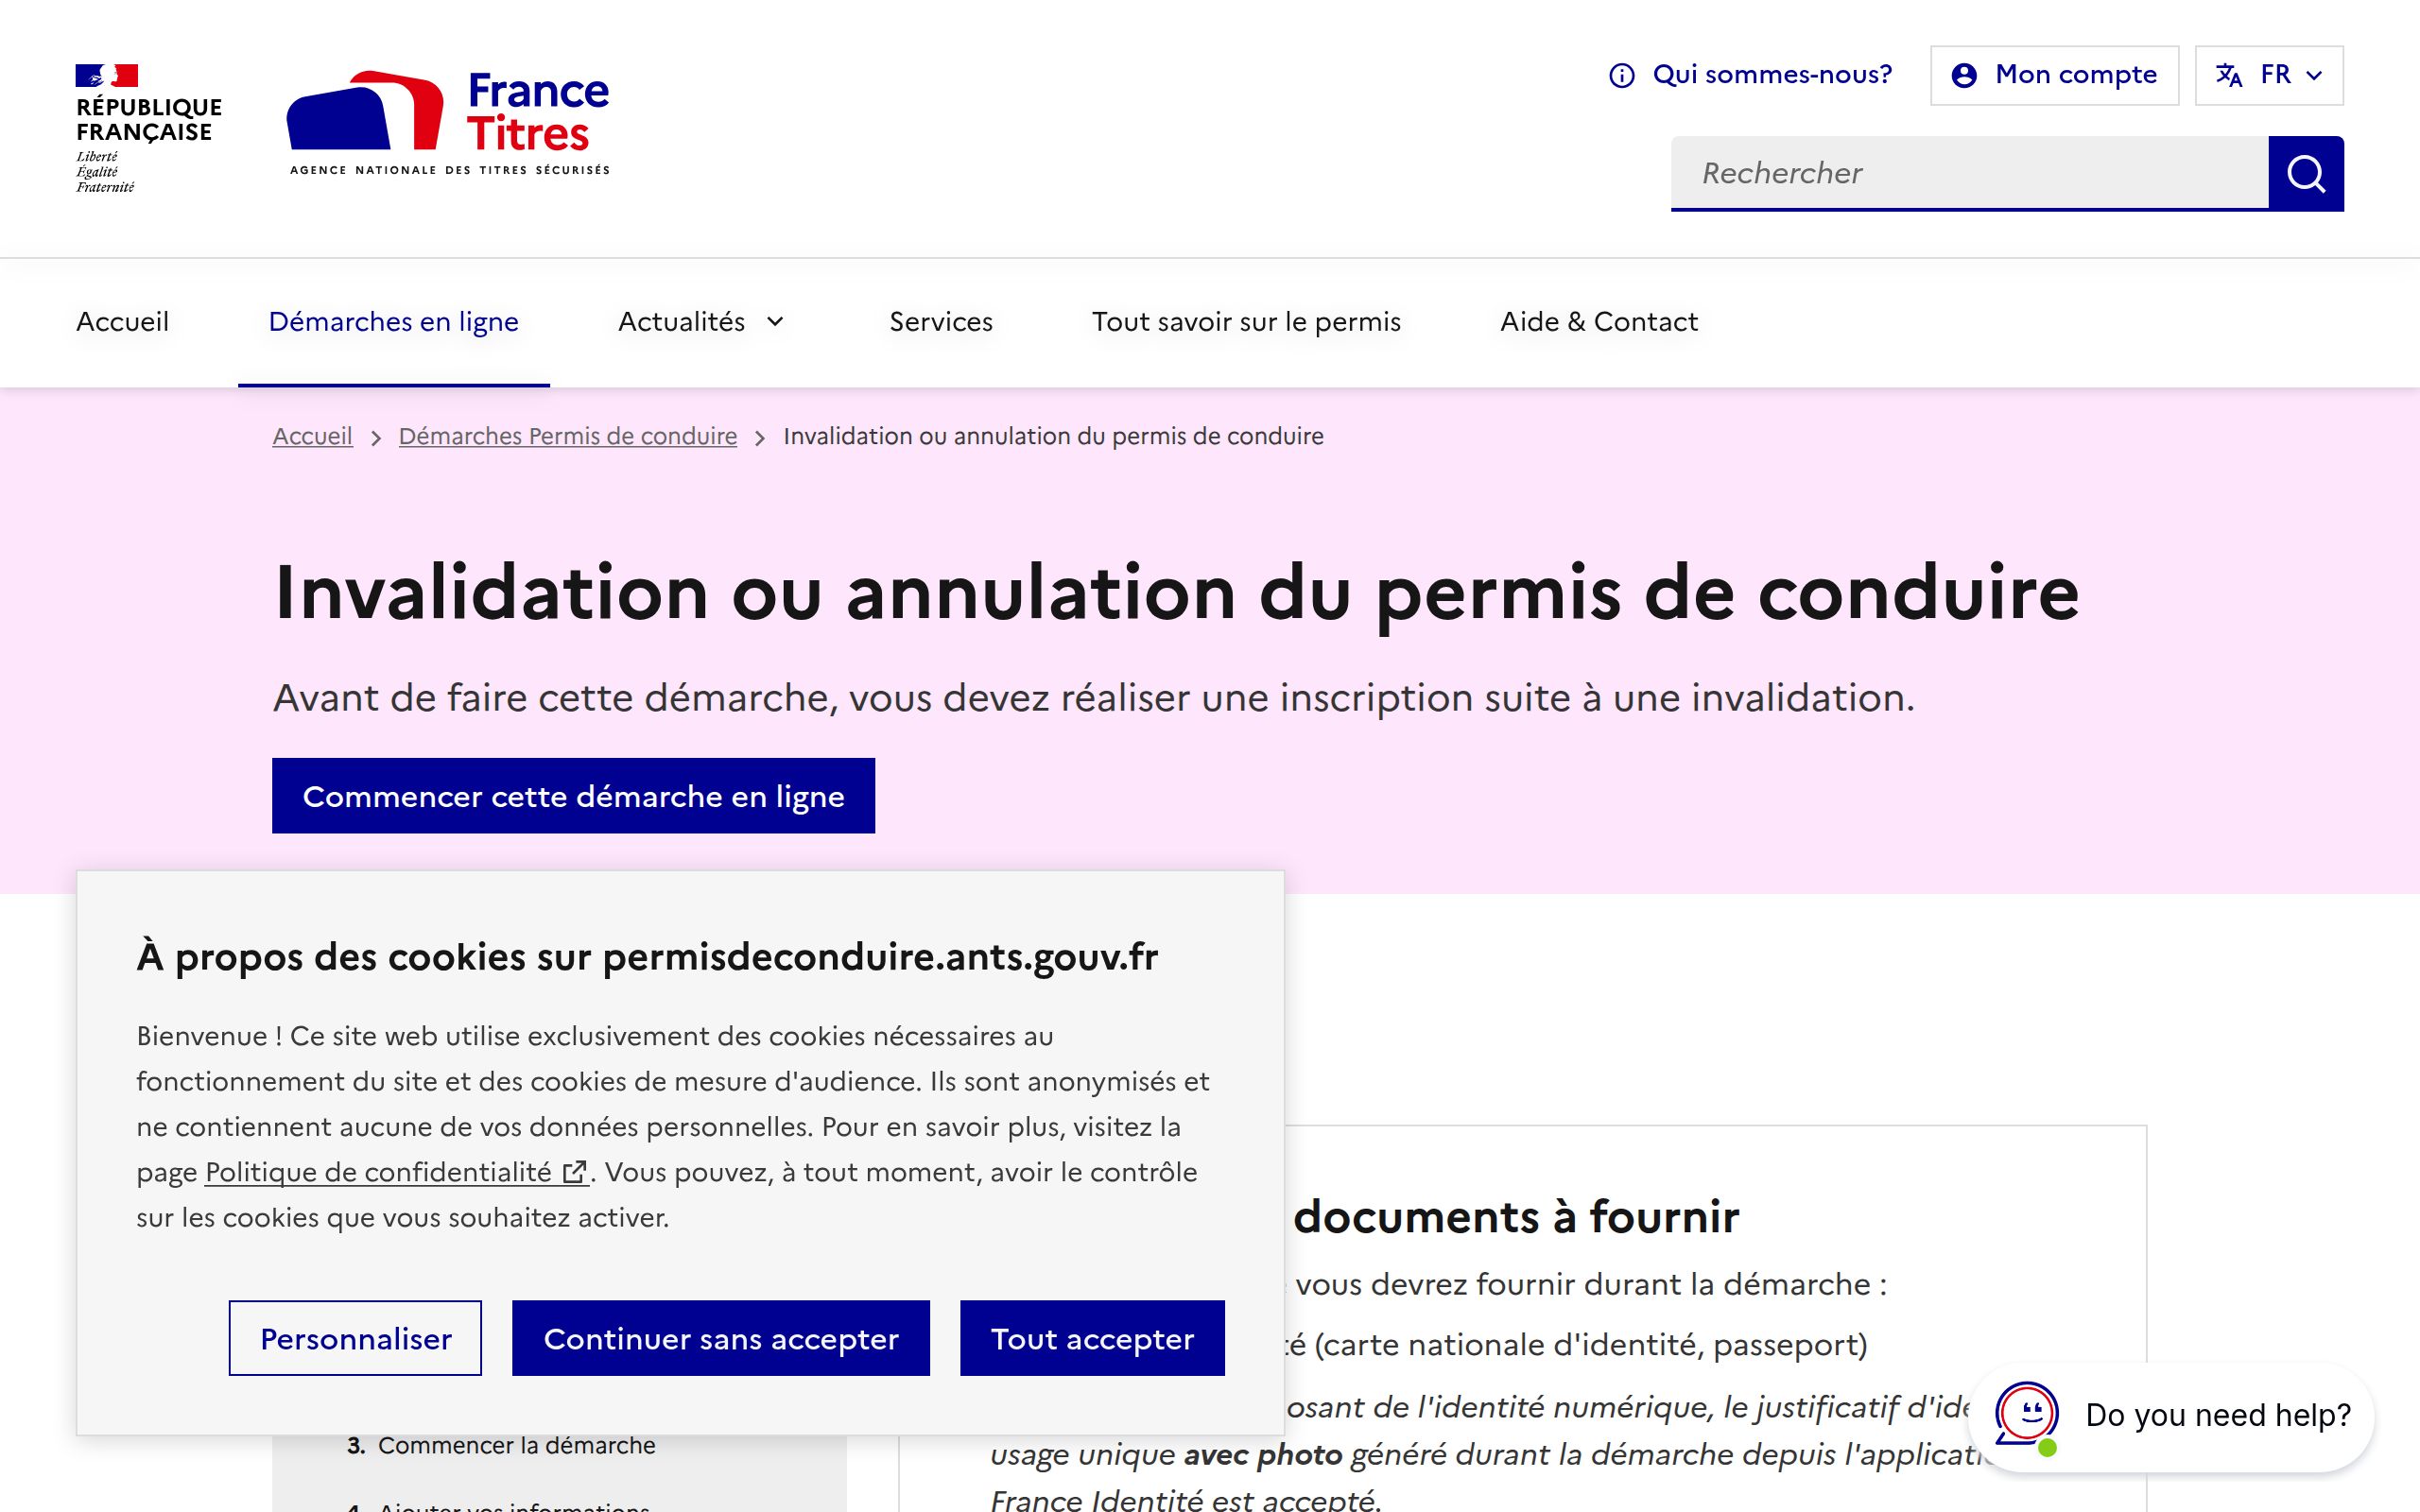 RÉPUBLIQUE
FRANÇAISE
Liberté
Égalité
Fraternité
France
Titres
AGENCE NATIONALE DES TITRES SÉCURISÉS
Qui sommes-nous?
Mon compte
FR
Rechercher
Accueil
Démarches en ligne
Actualités
Services
Tout savoir sur le permis
Aide & Contact
Accueil > Démarches Permis de conduire > Invalidation ou annulation du permis de conduire
Invalidation ou annulation du permis de conduire
Avant de faire cette démarche, vous devez réaliser une inscription suite à une invalidation.
Commencer cette démarche en ligne
À propos des cookies sur permisdeconduire.ants.gouv.fr
Bienvenue ! Ce site web utilise exclusivement des cookies nécessaires au
fonctionnement du site et des cookies de mesure d'audience. Ils sont anonymisés et
ne contiennent aucune de vos données personnelles. Pour en savoir plus, visitez la
page Politique de confidentialité. Vous pouvez, à tout moment, avoir le contrôle
sur les cookies que vous souhaitez activer.
Personnaliser
Continuer sans accepter
Tout accepter
3. Commencer la démarche
4. Ajouter vos informations
documents à fournir
vous devrez fournir durant la démarche :
(carte nationale d'identité, passeport)
de l'identité numérique, le justificatif
usage unique avec photo généré durant la démarche depuis
France Identité est accepté.
Do you need help?